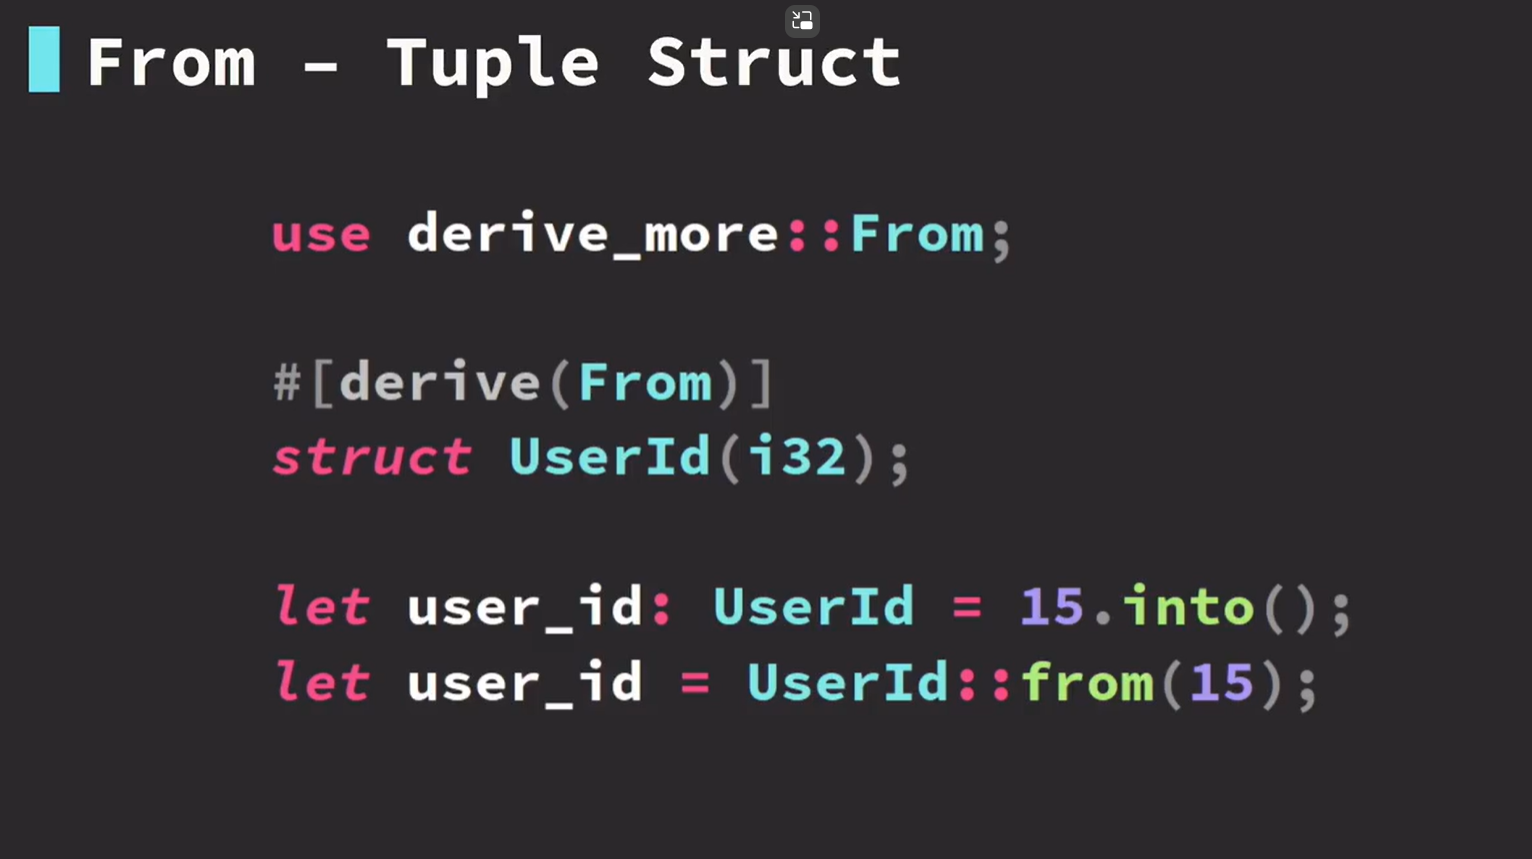 From – Tuple Struct
use derive_more::From;
#[derive(From)]
struct UserId(i32);
let user_id: UserId = 15.into();
let user_id = UserId::from(15);